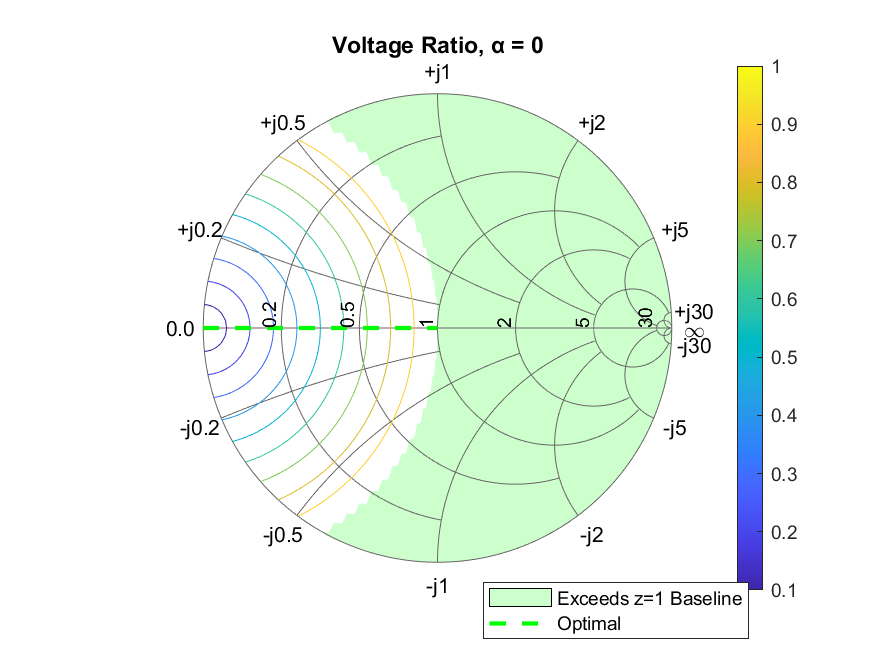 Voltage Ratio, α = 0
+j1
+j0.5
+j2
+j0.2
+j5
0.0
0.2
0.5
1
2
5
30
+j30
∞
-j30
-j0.2
-j5
-j0.5
-j2
-j1
1
0.9
0.8
0.7
0.6
0.5
0.4
0.3
0.2
0.1
Exceeds z=1 Baseline
Optimal